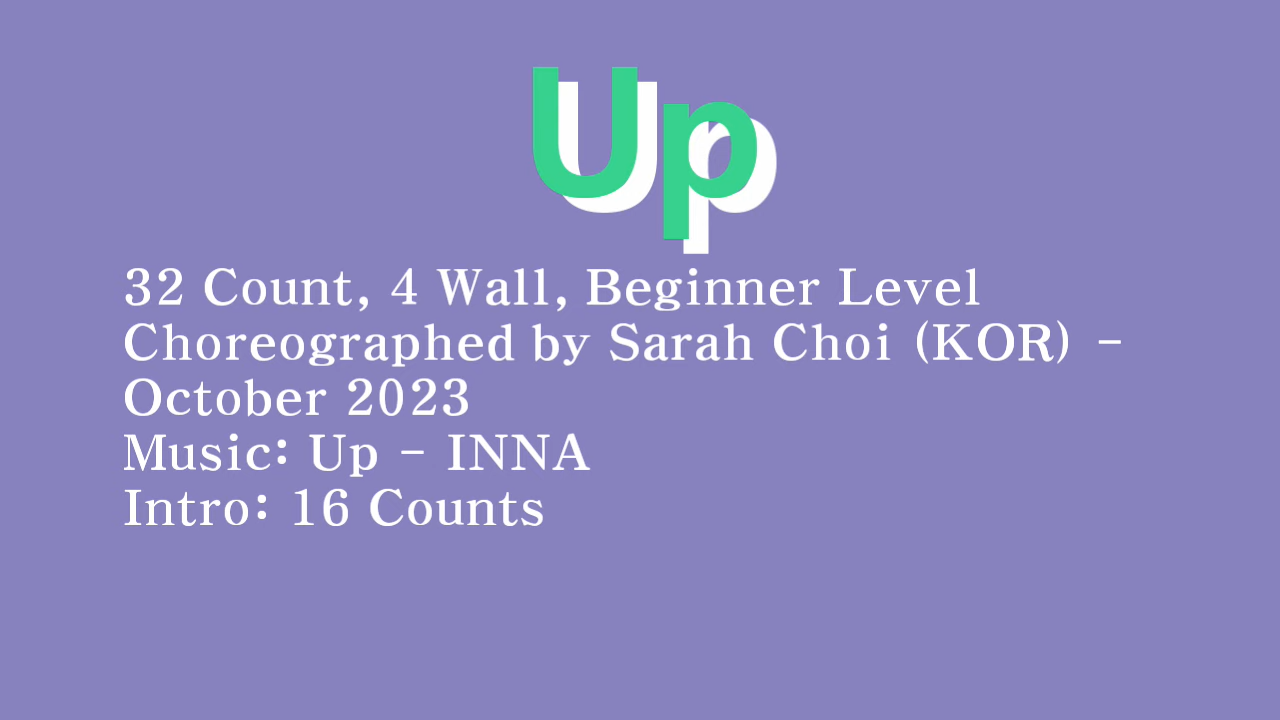 Up
32 Count, 4 Wall, Beginner Level
Choreographed by Sarah Choi (KOR) -
October 2023
Music: Up - INNA
Intro: 16 Counts